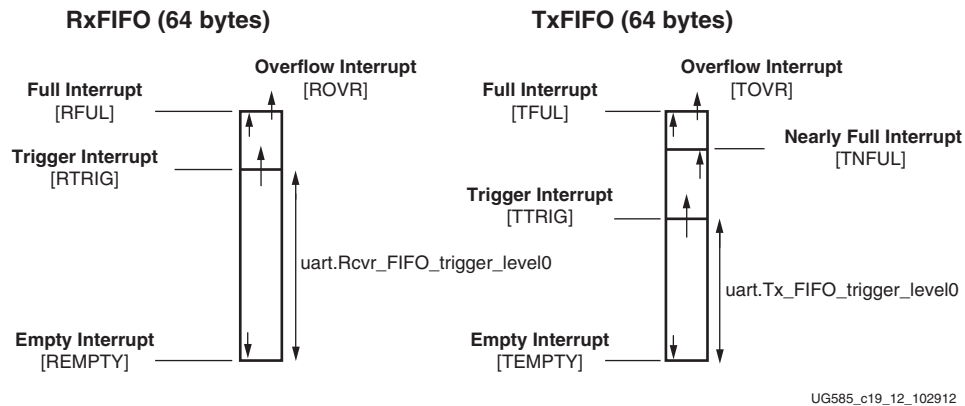 RxFIFO (64 bytes)
Overflow Interrupt
[ROVR]
Full Interrupt
[RFUL]
Trigger Interrupt
[RTRIG]
uart.Rcvr_FIFO_trigger_level0
Empty Interrupt
[REMPTY]
TxFIFO (64 bytes)
Overflow Interrupt
[TOVR]
Full Interrupt
[TFUL]
Nearly Full Interrupt
[TNFUL]
Trigger Interrupt
[TTRIG]
uart.Tx_FIFO_trigger_level0
Empty Interrupt
[TEMPTY]
UG585_c19_12_102912